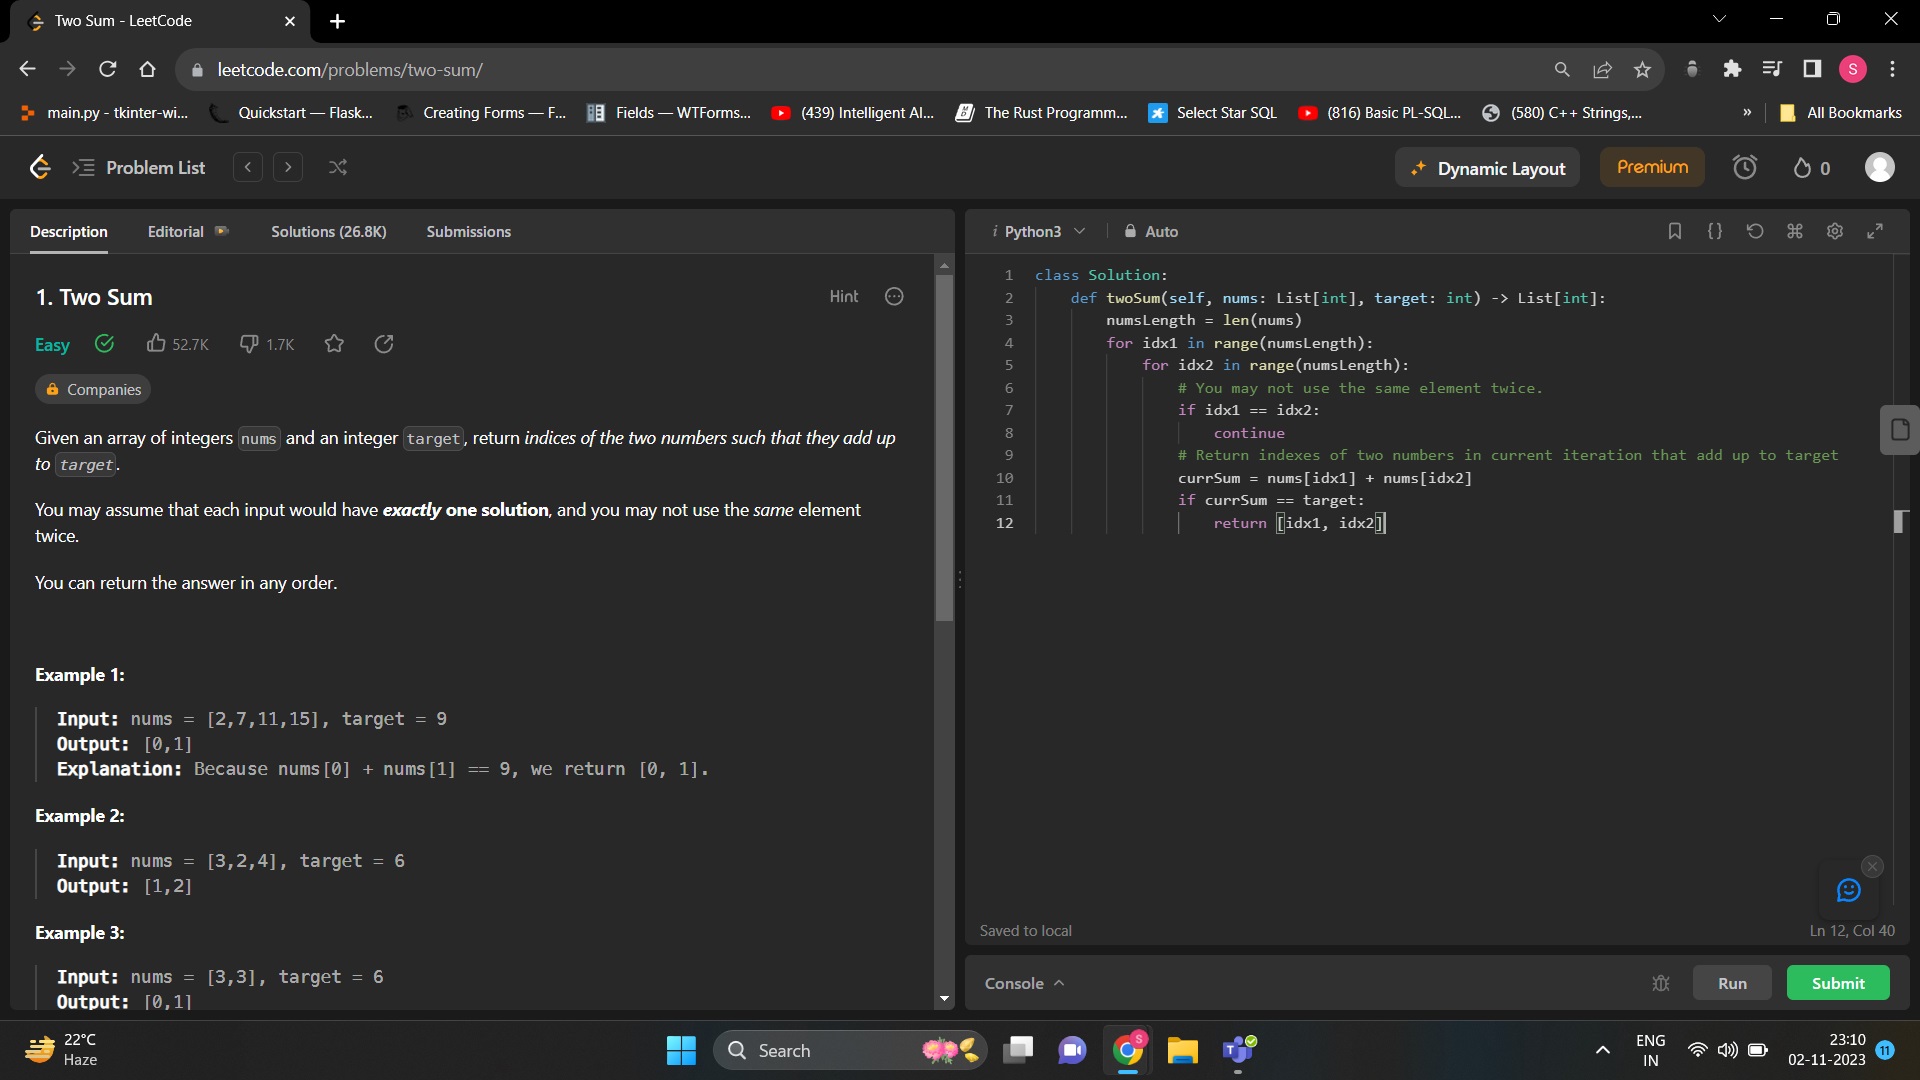 Two Sum - LeetCode
leetcode.com/problems/two-sum/
S
main.py - tkinter-wi... Quickstart — Flask... Creating Forms — F... Fields — WTForms... (439) Intelligent Al... The Rust Programm... Select Star SQL (816) Basic PL-SQL... (580) C++ Strings,... » All Bookmarks
Problem List
Dynamic Layout Premium 0
Description Editorial Solutions (26.8K) Submissions
1. Two Sum
Hint
Easy 52.7K 1.7K
Companies
Given an array of integers nums and an integer target, return indices of the two numbers such that they add up
to target.
You may assume that each input would have exactly one solution, and you may not use the same element
twice.
You can return the answer in any order.
Example 1:
Input: nums = [2,7,11,15], target = 9
Output: [0,1]
Explanation: Because nums[0] + nums[1] == 9, we return [0, 1].
Example 2:
Input: nums = [3,2,4], target = 6
Output: [1,2]
Example 3:
Input: nums = [3,3], target = 6
Output: [0,1]
i Python3 Auto
1 class Solution:
2 def twoSum(self, nums: List[int], target: int) -> List[int]:
3 numsLength = len(nums)
4 for idx1 in range(numsLength):
5 for idx2 in range(numsLength):
6 # You may not use the same element twice.
7 if idx1 == idx2:
8 continue
9 # Return indexes of two numbers in current iteration that add up to target
10 currSum = nums[idx1] + nums[idx2]
11 if currSum == target:
12 return [idx1, idx2]
Saved to local
Ln 12, Col 40
Console Run Submit
22°C
Haze
Search
S
T
ENG
IN
23:10
02-11-2023
11